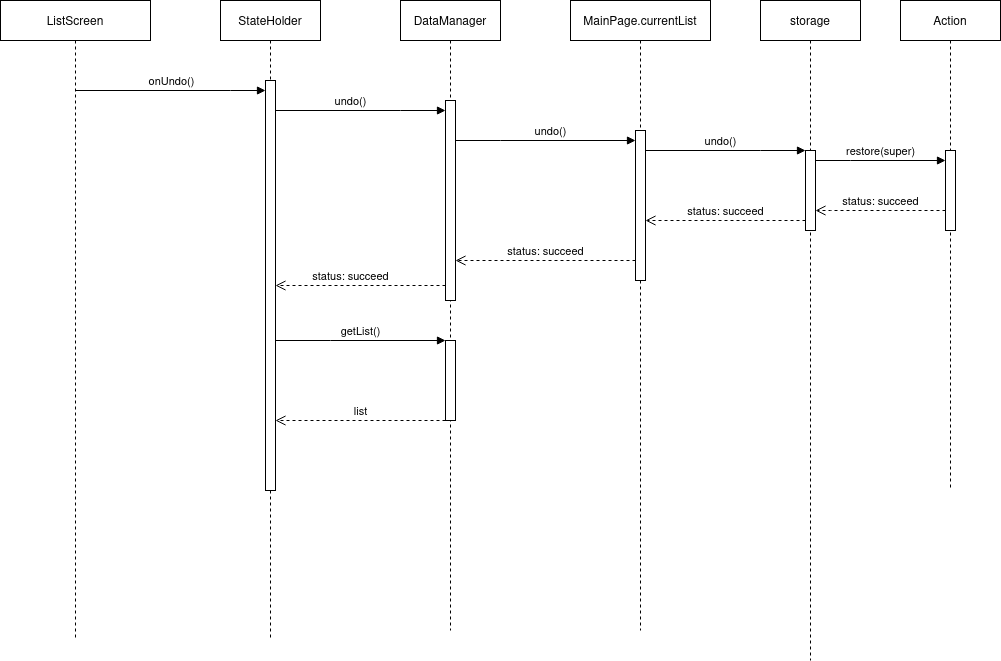 ListScreen
StateHolder
DataManager
MainPage.currentList
storage
Action
onUndo()
undo()
undo()
undo()
restore(super)
status: succeed
status: succeed
status: succeed
status: succeed
getList()
list